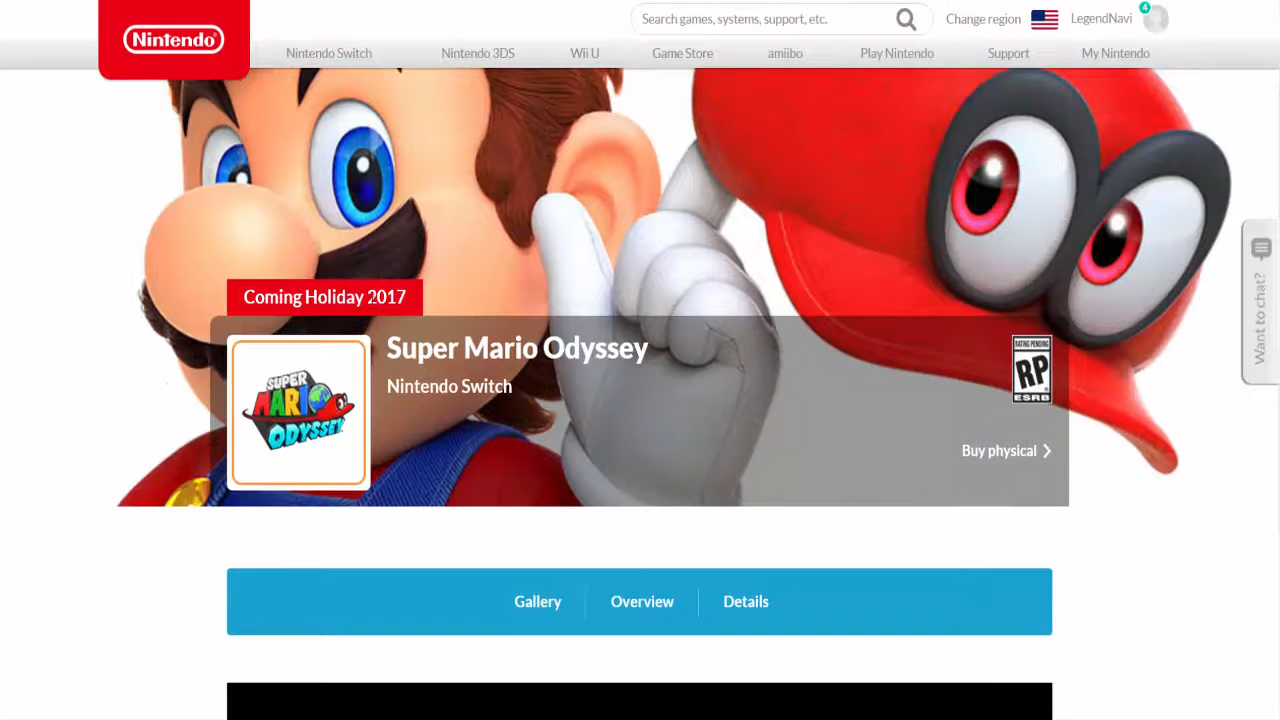 Nintendo®
Search games, systems, support, etc.
Change region
LegendNavi
4
Nintendo Switch
Nintendo 3DS
Wii U
Game Store
amiibo
Play Nintendo
Support
My Nintendo
Want to chat?
Coming Holiday 2017
Super Mario Odyssey
Nintendo Switch
SUPER
MARIO
ODYSSEY
RATING PENDING
RP
ESRB
Buy physical
Gallery
Overview
Details